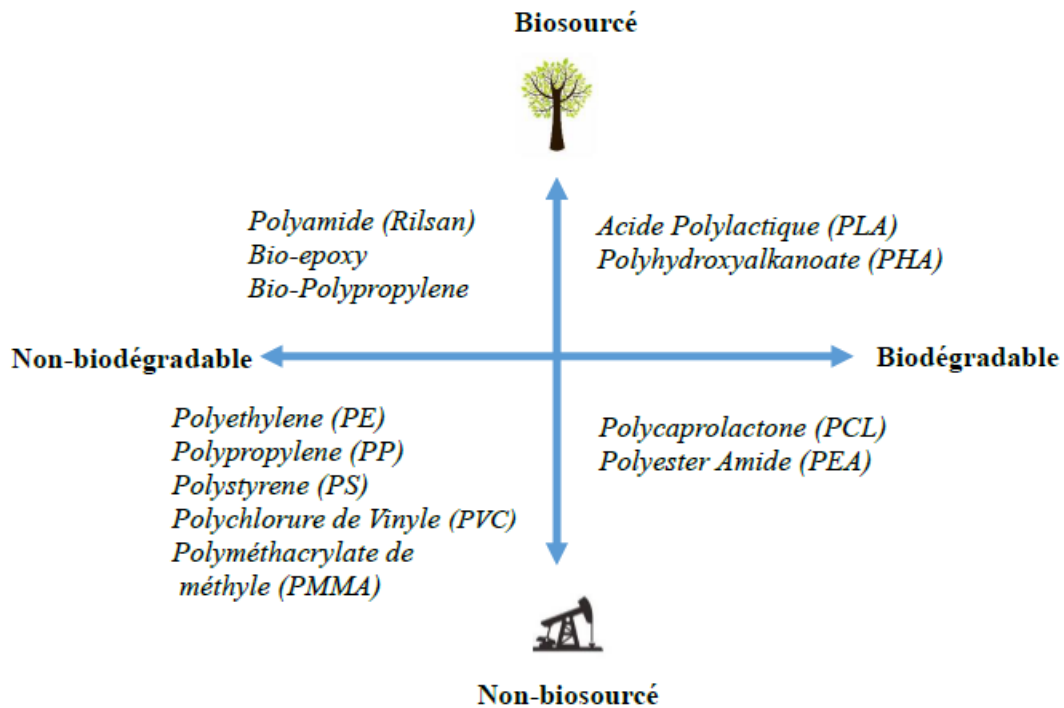 Biosourcé
Polyamide (Rilsan)
Bio-epoxy
Bio-Polypropylene
Acide Polylactique (PLA)
Polyhydroxyalkanoate (PHA)
Non-biodégradable
Biodégradable
Polyethylene (PE)
Polypropylene (PP)
Polystyrene (PS)
Polychlorure de Vinyle (PVC)
Polyméthacrylate de
méthyle (PMMA)
Polycaprolactone (PCL)
Polyester Amide (PEA)
Non-biosourcé